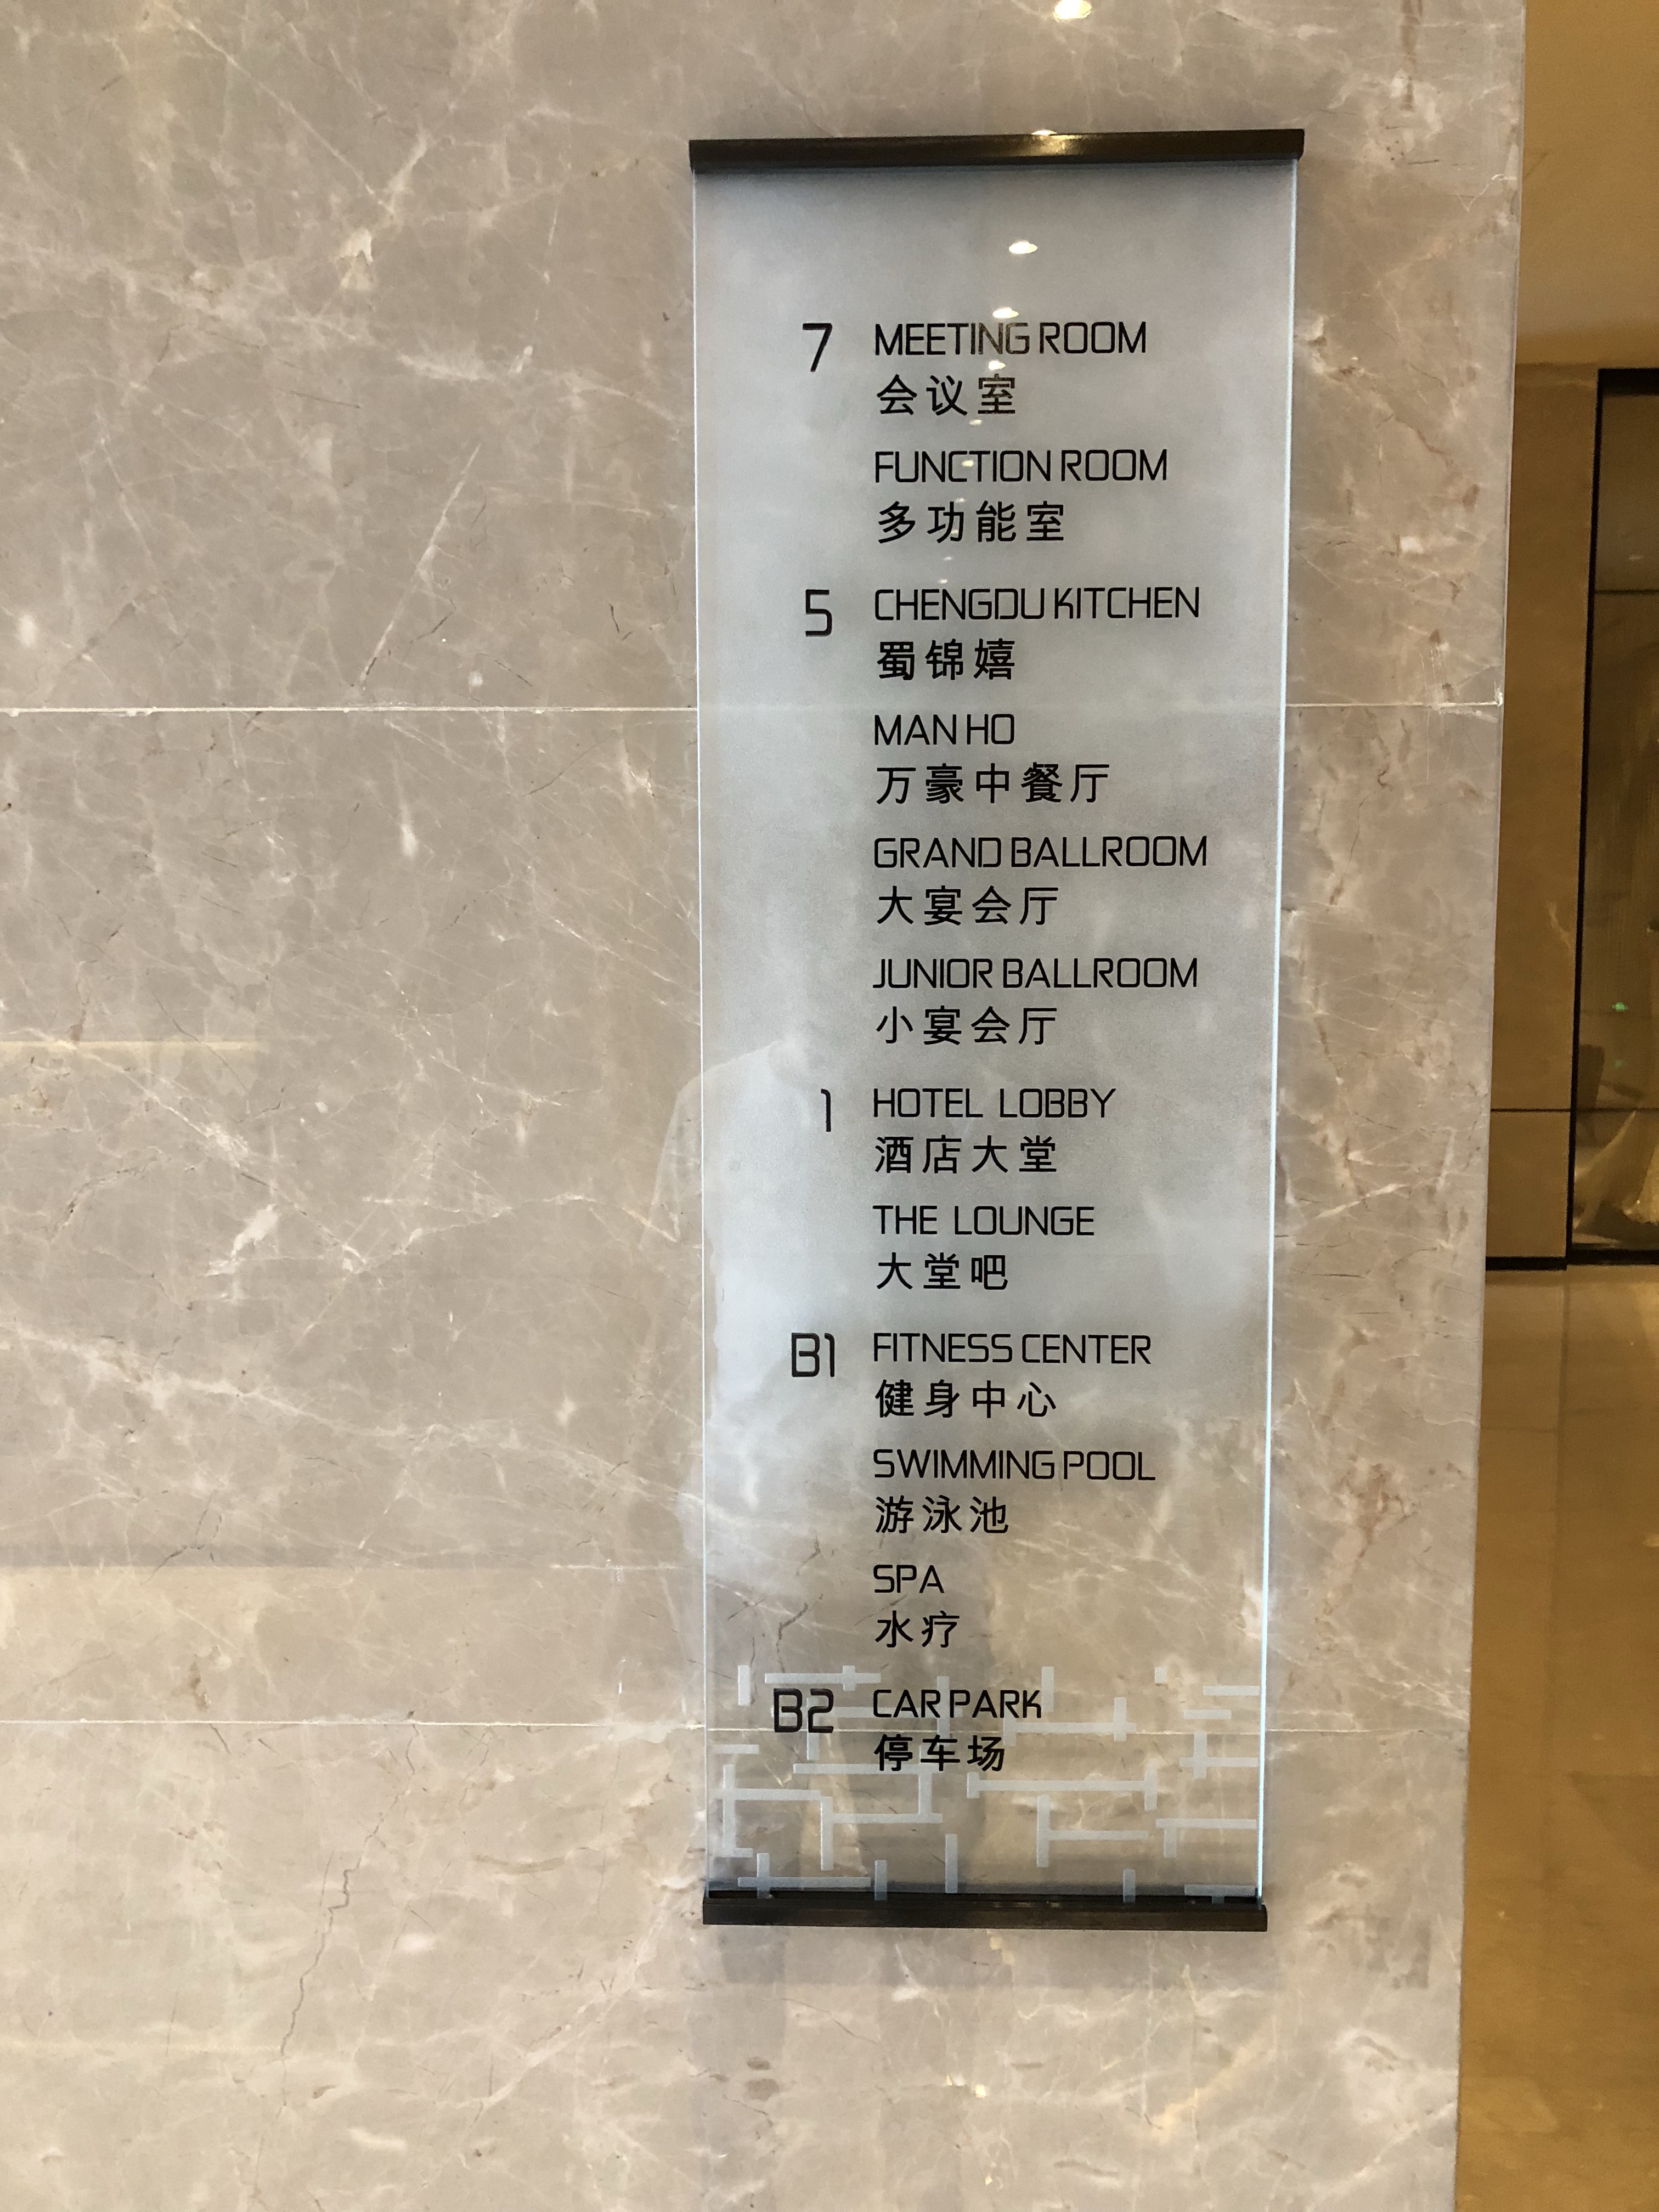 7 MEETING ROOM
会议室
FUNCTION ROOM
多功能室
5 CHENGDU KITCHEN
蜀锦嬉
MAN HO
万豪中餐厅
GRAND BALLROOM
大宴会厅
JUNIOR BALLROOM
小宴会厅
1 HOTEL LOBBY
酒店大堂
THE LOUNGE
大堂吧
B1 FITNESS CENTER
健身中心
SWIMMING POOL
游泳池
SPA
水疗
B2 CAR PARK
停车场